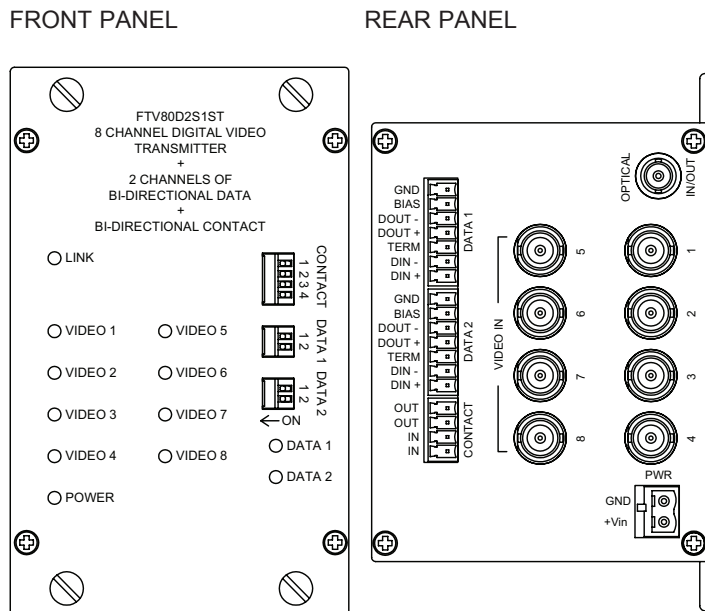 FRONT PANEL
FTV80D2S1ST
8 CHANNEL DIGITAL VIDEO
TRANSMITTER
+
2 CHANNELS OF
BI-DIRECTIONAL DATA
+
BI-DIRECTIONAL CONTACT
LINK
VIDEO 1
VIDEO 2
VIDEO 3
VIDEO 4
POWER
VIDEO 5
VIDEO 6
VIDEO 7
VIDEO 8
1 2 3 4
CONTACT
1 2
DATA 1
1 2
DATA 2
←ON
DATA 1
DATA 2
REAR PANEL
GND
BIAS
DOUT -
DOUT +
TERM
DIN -
DIN +
DATA 1
GND
BIAS
DOUT -
DOUT +
TERM
DIN -
DIN +
DATA 2
OUT
OUT
IN
IN
CONTACT
VIDEO IN
5
6
7
8
OPTICAL
IN/OUT
1
2
3
4
PWR
GND
+Vin